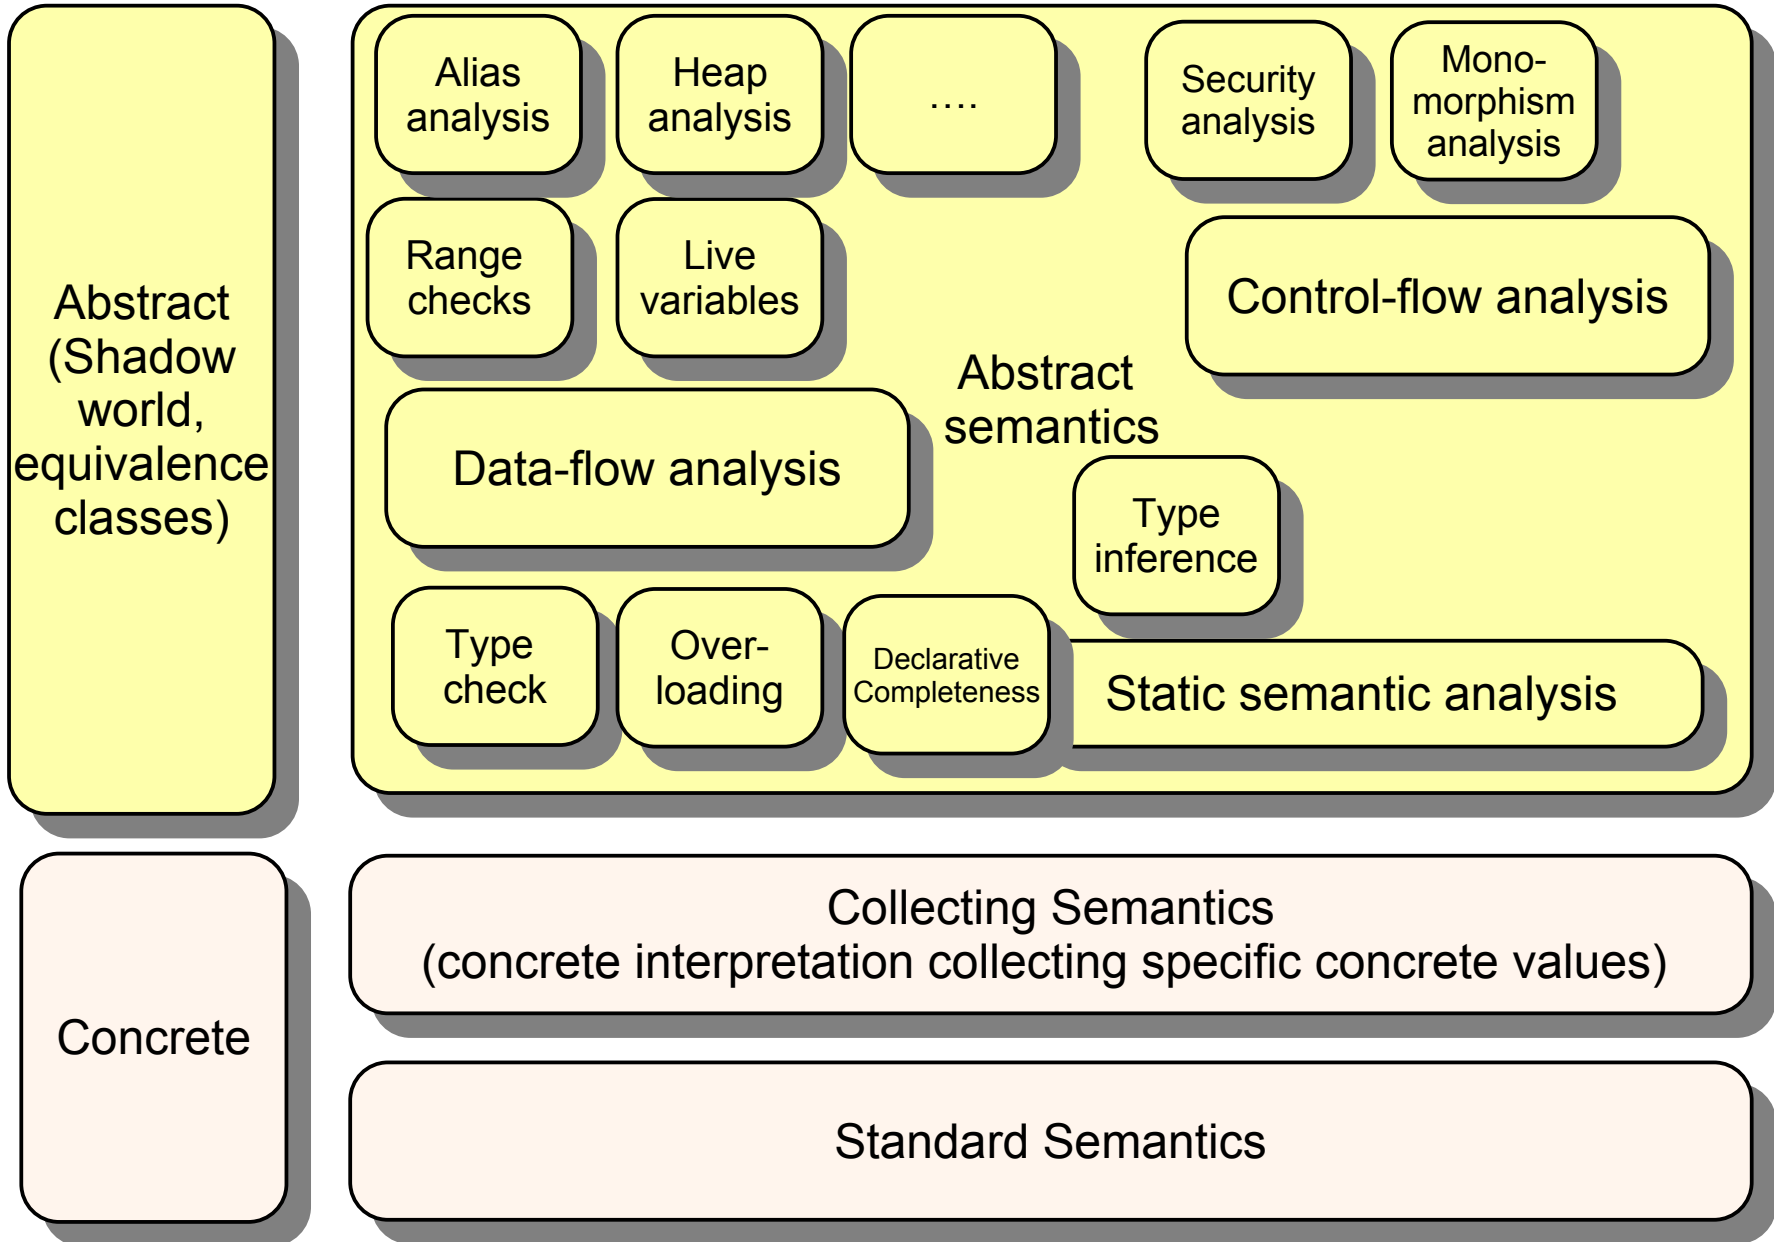 Abstract
(Shadow
world,
equivalence
classes)
Alias
analysis
Heap
analysis
....
Security
analysis
Mono-
morphism
analysis
Range
checks
Live
variables
Control-flow analysis
Abstract
semantics
Data-flow analysis
Type
inference
Type
check
Over-
loading
Declarative
Completeness
Static semantic analysis
Concrete
Collecting Semantics
(concrete interpretation collecting specific concrete values)
Standard Semantics